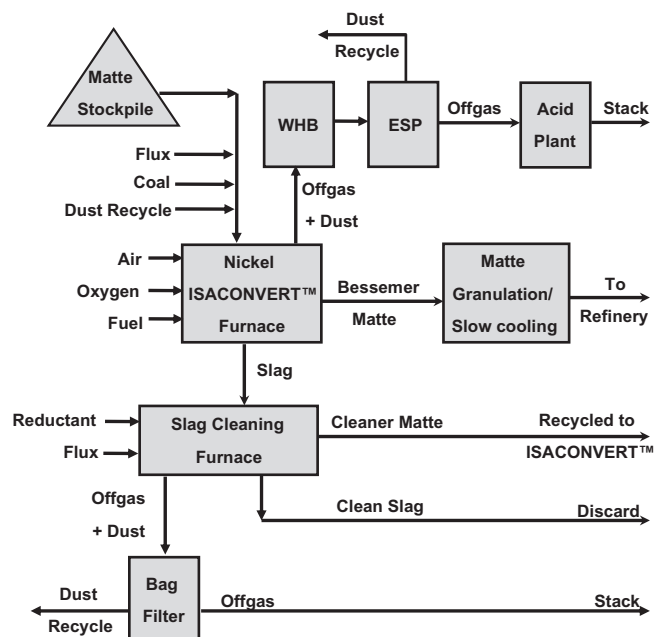 Dust
Recycle
Matte
Stockpile
WHB
ESP
Offgas
Acid
Plant
Stack
Flux
Coal
Dust Recycle
Offgas
+ Dust
Air
Oxygen
Fuel
Nickel
ISACONVERT™
Furnace
Bessemer
Matte
Matte
Granulation/
Slow cooling
To
Refinery
Slag
Reductant
Flux
Slag Cleaning
Furnace
Cleaner Matte
Recycled to
ISACONVERT™
Offgas
+ Dust
Clean Slag
Discard
Dust
Recycle
Bag
Filter
Offgas
Stack